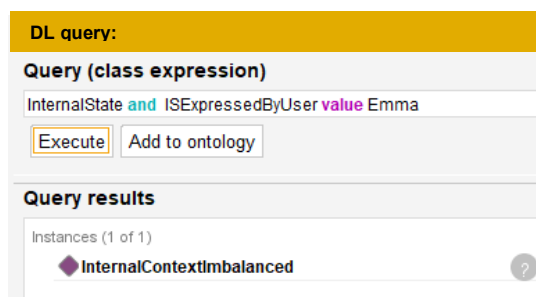 DL query:
Query (class expression)
InternalState and ISExpressedByUser value Emma
Execute Add to ontology
Query results
Instances (1 of 1)
InternalContextImbalanced
?